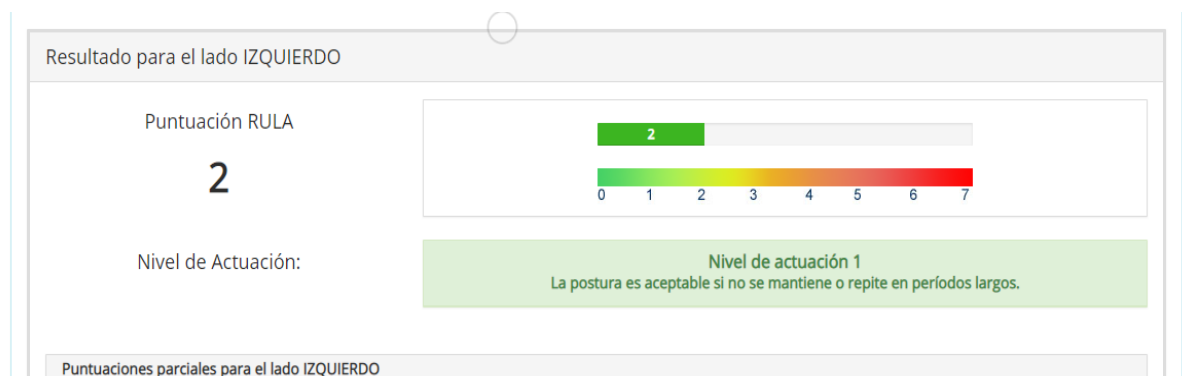 Resultado para el lado IZQUIERDO
Puntuación RULA
2
2
0 1 2 3 4 5 6 7
Nivel de Actuación:
Nivel de actuación 1
La postura es aceptable si no se mantiene o repite en períodos largos.
Puntuaciones parciales para el lado IZQUIERDO